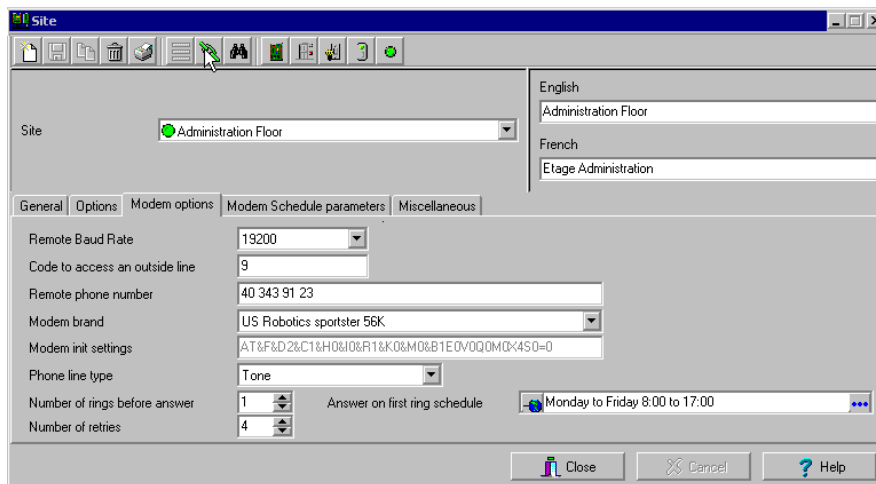 Site
English
Administration Floor
Site
Administration Floor
French
Etage Administration
General
Options
Modem options
Modem Schedule parameters
Miscellaneous
Remote Baud Rate
19200
Code to access an outside line
9
Remote phone number
40 343 91 23
Modem brand
US Robotics sportster 56K
Modem init settings
AT&F&D2&C1&H0&I0&R1&K0&M0&B1E0V0Q0M0X4S0=0
Phone line type
Tone
Number of rings before answer
1
Answer on first ring schedule
Monday to Friday 8:00 to 17:00
Number of retries
4
Close
Cancel
Help